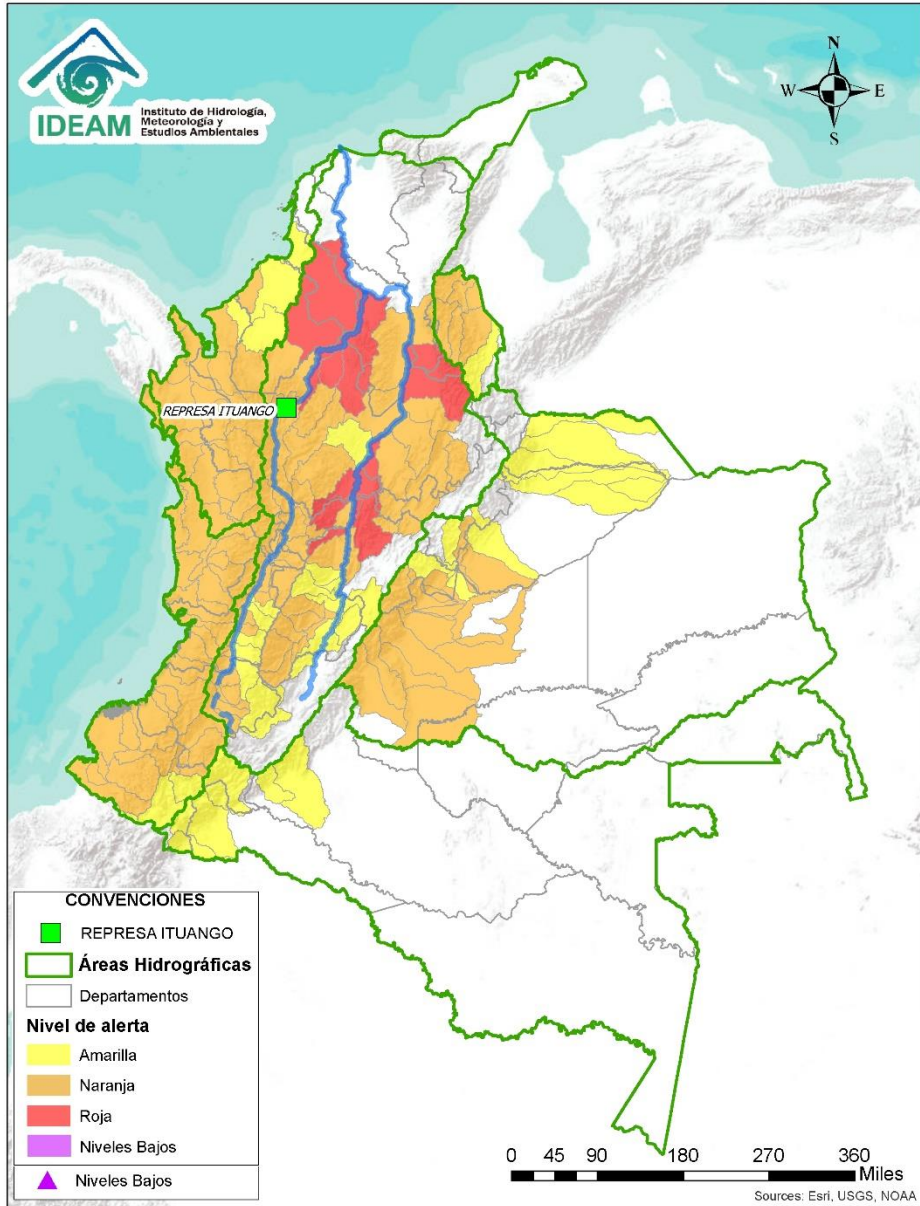 IDEAM
Instituto de Hidrología,
Meteorología y
Estudios Ambientales
N
W
E
S
REPRESA ITUANGO
CONVENCIONES
REPRESA ITUANGO
Áreas Hidrográficas
Departamentos
Nivel de alerta
Amarilla
Naranja
Roja
Niveles Bajos
Niveles Bajos
0 45 90 180 270 360
Miles
Sources: Esri, USGS, NOAA